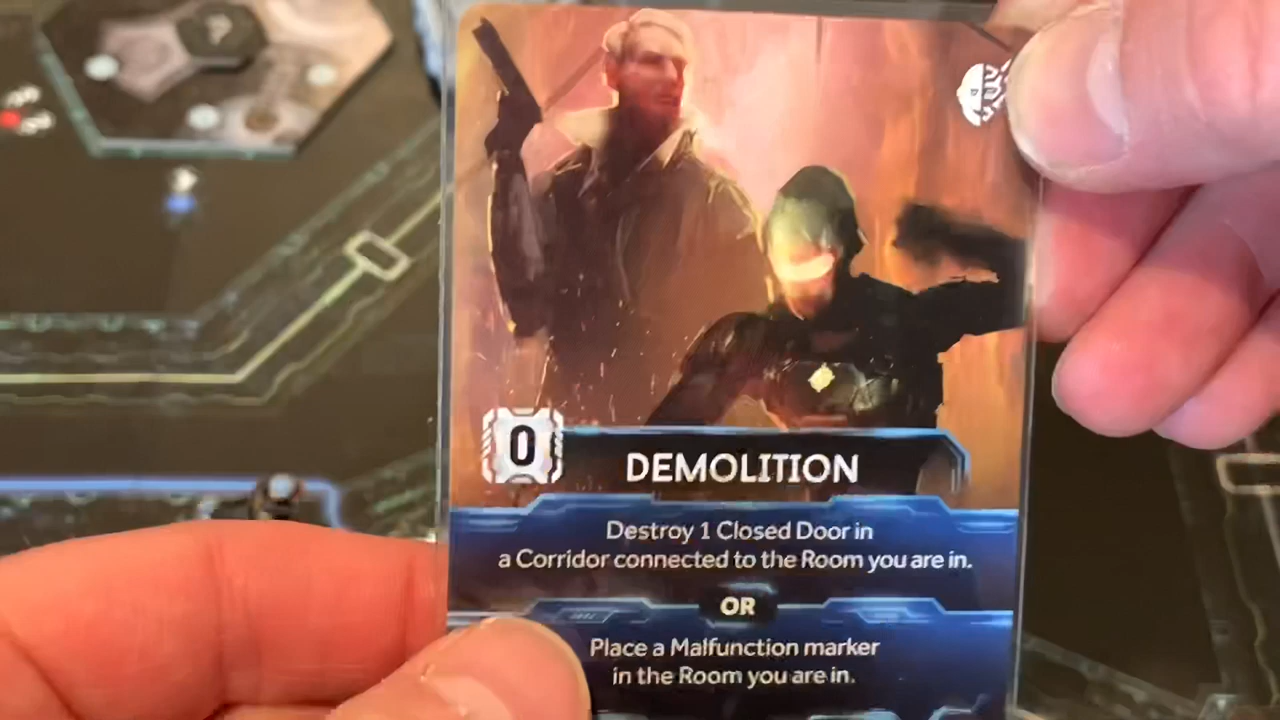 0
DEMOLITION
Destroy 1 Closed Door in
a Corridor connected to the Room you are in.
OR
Place a Malfunction marker
in the Room you are in.